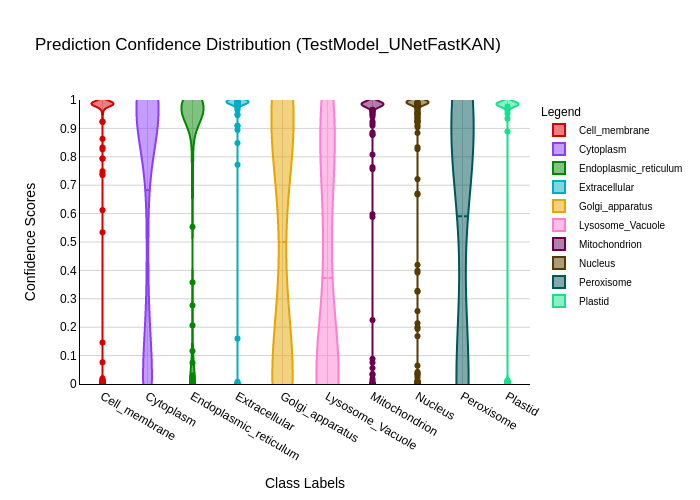 Prediction Confidence Distribution (TestModel_UNetFastKAN)
1
0.9
0.8
0.7
0.6
0.5
0.4
0.3
0.2
0.1
0
Confidence Scores
Cell_membrane
Cytoplasm
Endoplasmic_reticulum
Extracellular
Golgi_apparatus
Lysosome_Vacuole
Mitochondrion
Nucleus
Peroxisome
Plastid
Class Labels
Legend
Cell_membrane
Cytoplasm
Endoplasmic_reticulum
Extracellular
Golgi_apparatus
Lysosome_Vacuole
Mitochondrion
Nucleus
Peroxisome
Plastid